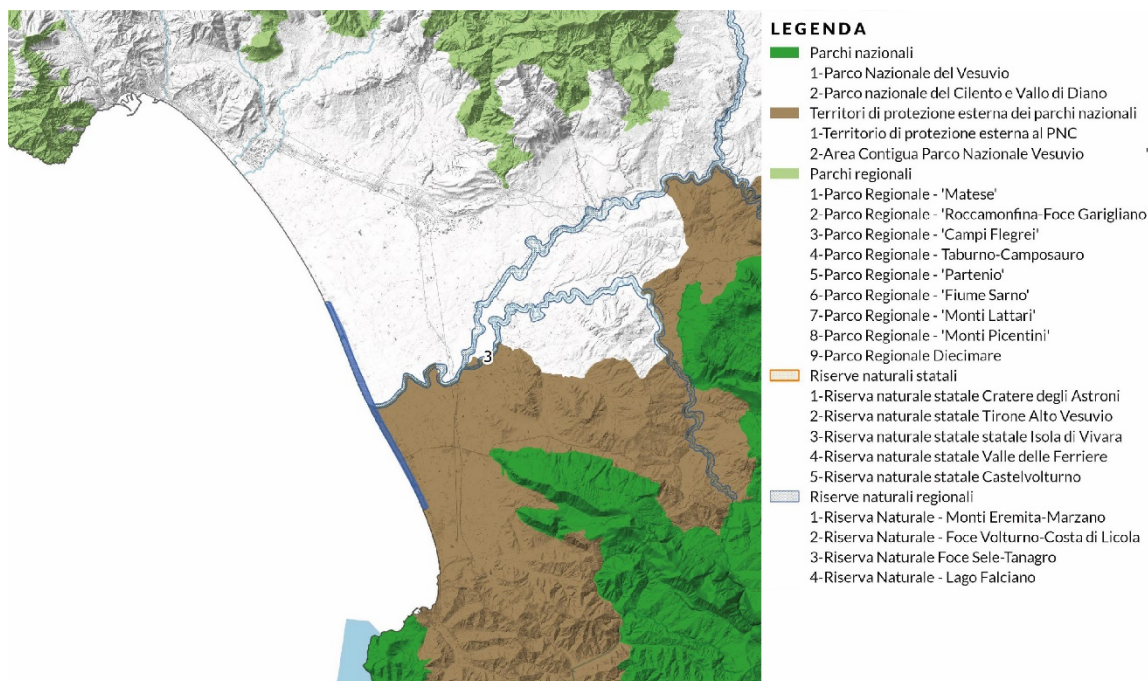 3
LEGENDA
Parchi nazionali
1-Parco Nazionale del Vesuvio
2-Parco nazionale del Cilento e Vallo di Diano
Territori di protezione esterna dei parchi nazionali
1-Territorio di protezione esterna al PNC
2-Area Contigua Parco Nazionale Vesuvio '
Parchi regionali
1-Parco Regionale - 'Matese'
2-Parco Regionale - 'Roccamonfina-Foce Garigliano
3-Parco Regionale - 'Campi Flegrei'
4-Parco Regionale - Taburno-Camposauro
5-Parco Regionale - 'Partenio'
6-Parco Regionale - 'Fiume Sarno'
7-Parco Regionale - 'Monti Lattari'
8-Parco Regionale - 'Monti Picentini'
9-Parco Regionale Diecimare
Riserve naturali statali
1-Riserva naturale statale Cratere degli Astroni
2-Riserva naturale statale Tirone Alto Vesuvio
3-Riserva naturale statale statale Isola di Vivara
4-Riserva naturale statale Valle delle Ferriere
5-Riserva naturale statale Castelvolturno
Riserve naturali regionali
1-Riserva Naturale - Monti Eremita-Marzano
2-Riserva Naturale - Foce Volturno-Costa di Licola
3-Riserva Naturale Foce Sele-Tanagro
4-Riserva Naturale - Lago Falciano